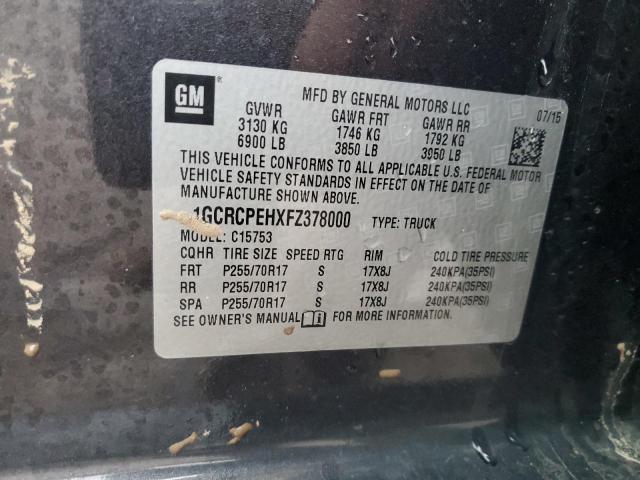 GM ®
MFD BY GENERAL MOTORS LLC
GVWR GAWR FRT GAWR RR 07/15
3130 KG 1746 KG 1792 KG
6900 LB 3850 LB 3950 LB
THIS VEHICLE CONFORMS TO ALL APPLICABLE U.S. FEDERAL MOTOR
VEHICLE SAFETY STANDARDS IN EFFECT ON THE DATE OF
MANUFACTURE SHOWN ABOVE.
1GCRCPEHXFZ378000 TYPE: TRUCK
MODEL: C15753
CQHR TIRE SIZE SPEED RTG RIM COLD TIRE PRESSURE
FRT P255/70R17 S 17X8J 240KPA(35PSI)
RR P255/70R17 S 17X8J 240KPA(35PSI)
SPA P255/70R17 S 17X8J 240KPA(35PSI)
SEE OWNER'S MANUAL FOR MORE INFORMATION.